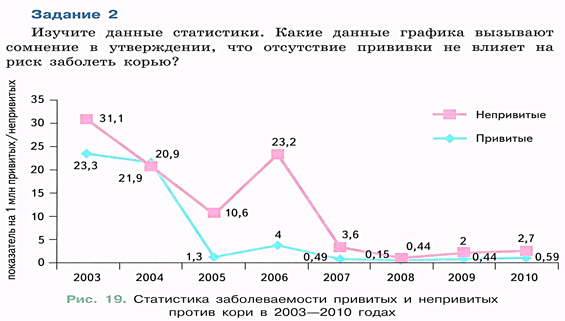 Задание 2
Изучите данные статистики. Какие данные графика вызывают
сомнение в утверждении, что отсутствие прививки не влияет на
риск заболеть корью?
показатель на 1 млн привитых/непривитых
35
30
25
20
15
10
5
0
31,1
23,3
20,9
21,9
10,6
1,3
23,2
4
3,6
0,49
0,44
0,15
2
0,44
2,7
0,59
Непривитые
Привитые
2003 2004 2005 2006 2007 2008 2009 2010
Рис. 19. Статистика заболеваемости привитых и непривитых
против кори в 2003—2010 годах